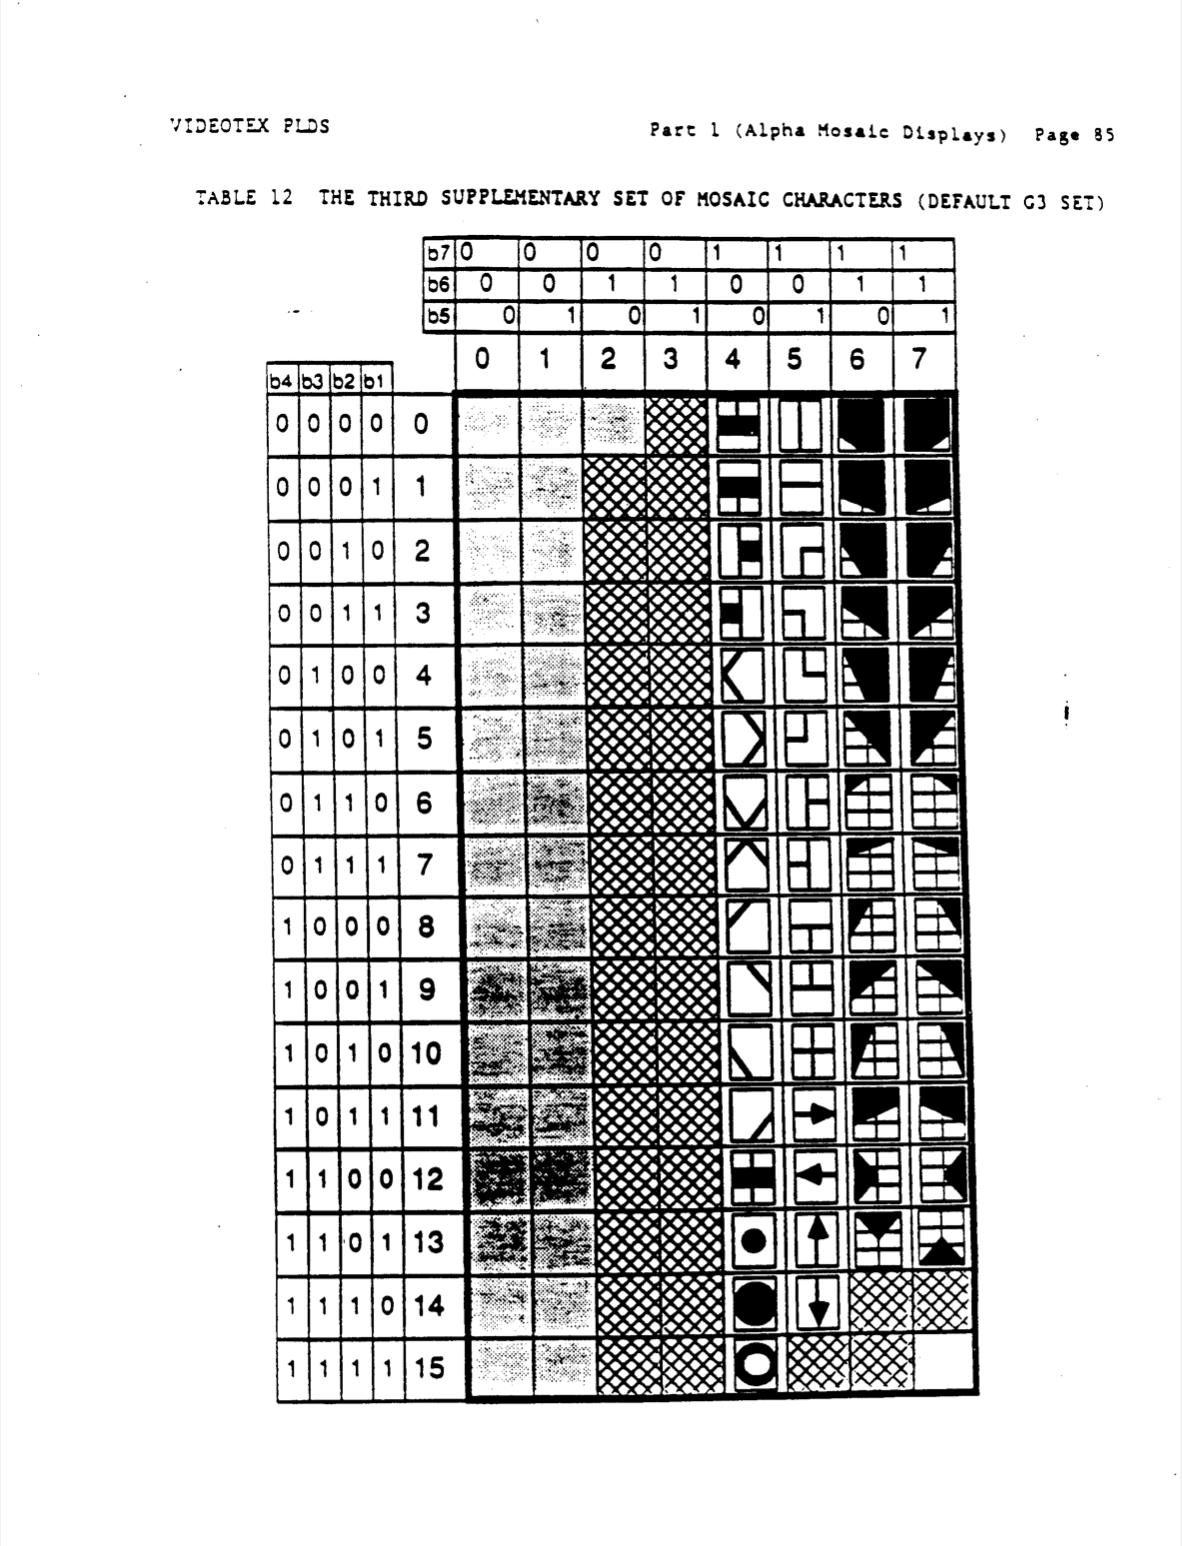 VIDEOTEX PLDS Part 1 (Alpha Mosaic Displays) Page 85
TABLE 12 THE THIRD SUPPLEMENTARY SET OF MOSAIC CHARACTERS (DEFAULT G3 SET)
b7 0 0 0 0 1 1 1 1
b6 0 0 1 1 0 0 1 1
b5 0 1 0 1 0 1 0 1
0 1 2 3 4 5 6 7
b4 b3 b2 b1
0 0 0 0 0
0 0 0 1 1
0 0 1 0 2
0 0 1 1 3
0 1 0 0 4
0 1 0 1 5
0 1 1 0 6
0 1 1 1 7
1 0 0 0 8
1 0 0 1 9
1 0 1 0 10
1 0 1 1 11
1 1 0 0 12
1 1 0 1 13
1 1 1 0 14
1 1 1 1 15